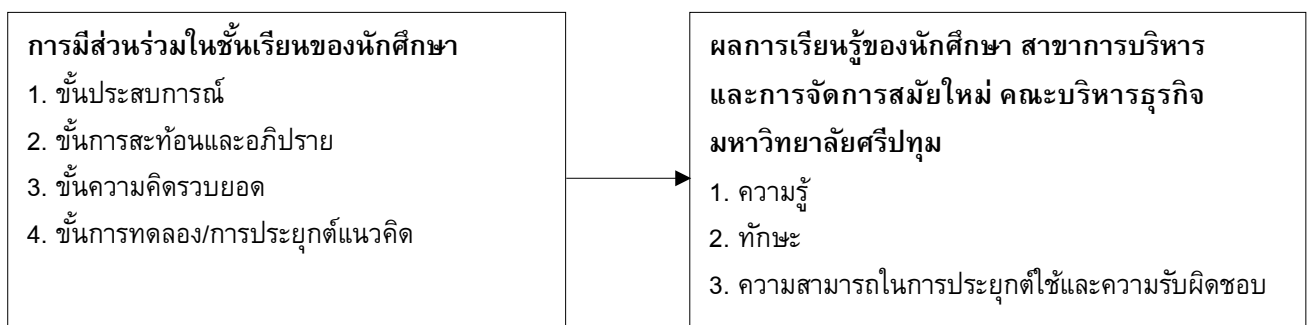 การมีส่วนร่วมในชั้นเรียนของนักศึกษา
1. ขั้นประสบการณ์
2. ขั้นการสะท้อนและอภิปราย
3. ขั้นความคิดรวบยอด
4. ขั้นการทดลอง/การประยุกต์แนวคิด
ผลการเรียนรู้ของนักศึกษา สาขาการบริหาร
และการจัดการสมัยใหม่ คณะบริหารธุรกิจ
มหาวิทยาลัยศรีปทุม
1. ความรู้
2. ทักษะ
3. ความสามารถในการประยุกต์ใช้และความรับผิดชอบ